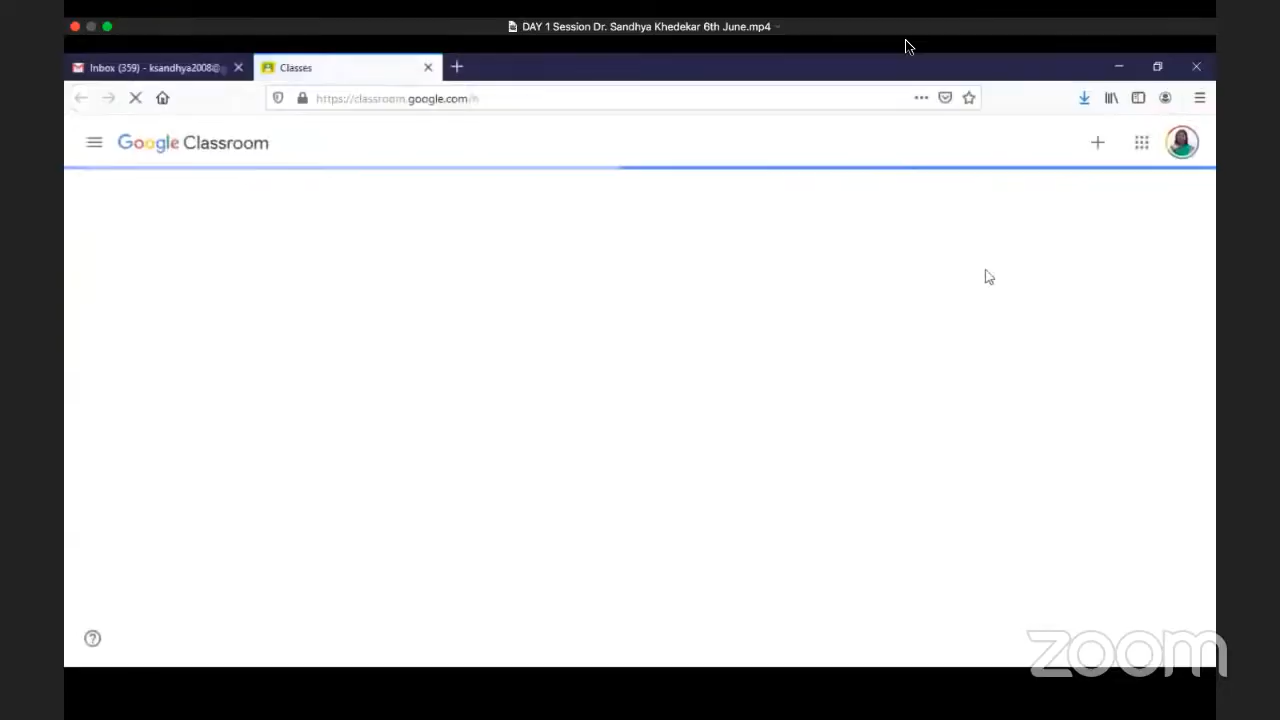 DAY 1 Session Dr. Sandhya Khedekar 6th June.mp4
Inbox (359) - ksandhya2008@
Classes
https://classroom.google.com/h
Google Classroom
zoom